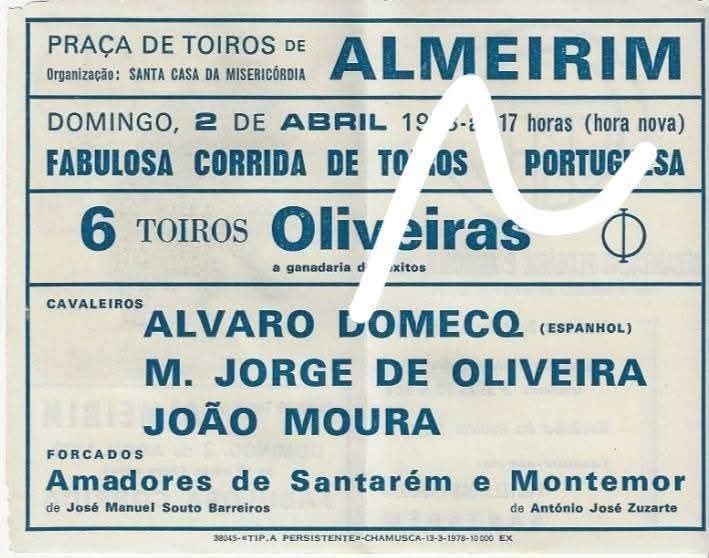 PRAÇA DE TOIROS DE ALMEIRIM
Organização: SANTA CASA DA MISERICÓRDIA
DOMINGO, 2 DE ABRIL 17 horas (hora nova)
FABULOSA CORRIDA DE TOIROS PORTUGUESA
6 TOIROS Oliveiras
a ganadaria de exitos
CAVALEIROS
ALVARO DOMECQ (ESPANHOL)
M. JORGE DE OLIVEIRA
JOÃO MOURA
FORCADOS
Amadores de Santarém e Montemor
de José Manuel Souto Barreiros de António José Zuzarte
38045-«TIP. A PERSISTENTE»-CHAMUSCA-13-3-1978-10 000 EX